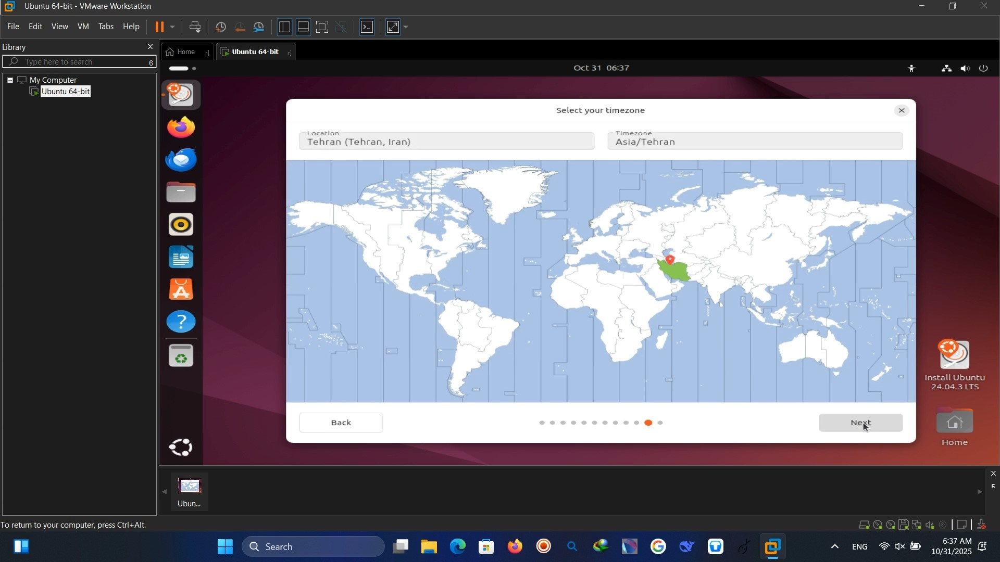 Ubuntu 64-bit - VMware Workstation
File Edit View VM Tabs Help
Library
Type here to search
My Computer
Ubuntu 64-bit
Home
Ubuntu 64-bit
Oct 31 06:37
Select your timezone
Location
Tehran (Tehran, Iran)
Timezone
Asia/Tehran
Back
Next
Install Ubuntu
24.04.3 LTS
Home
Ubun...
To return to your computer, press Ctrl+Alt.
Search
ENG
6:37 AM
10/31/2025